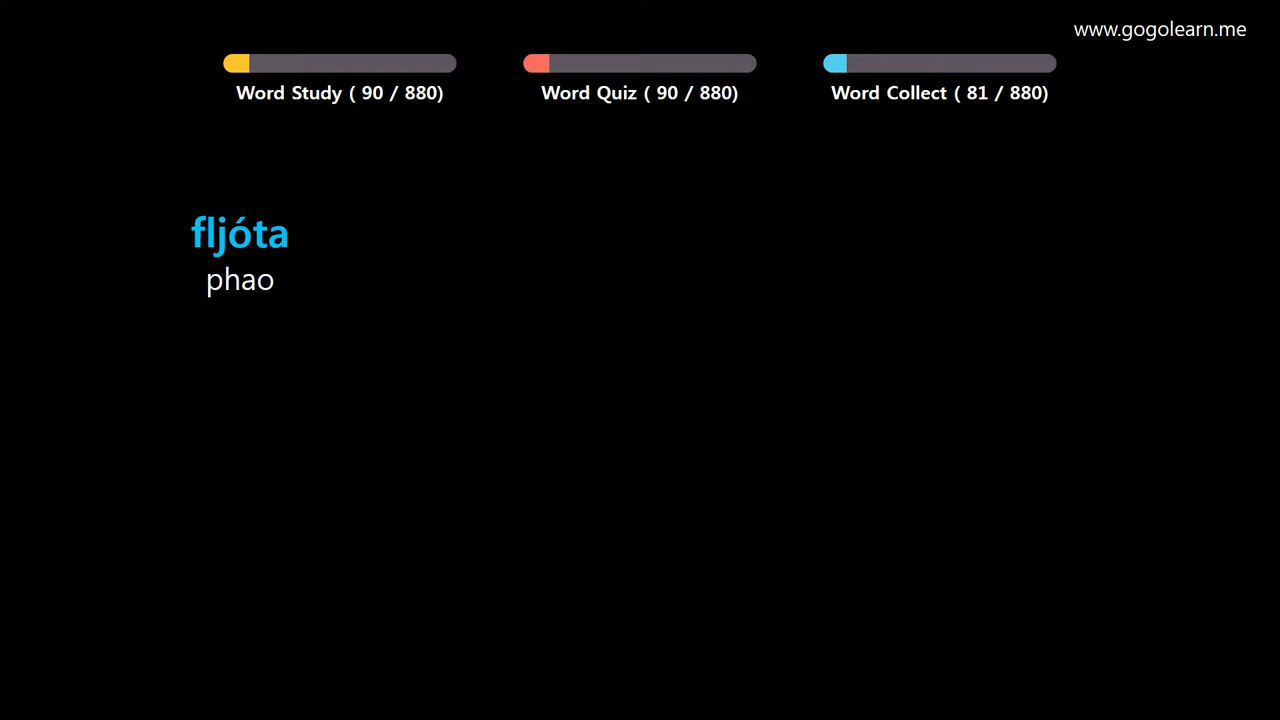 www.gogolearn.me
Word Study ( 90 / 880)
Word Quiz ( 90 / 880)
Word Collect ( 81 / 880)
fljóta
phao